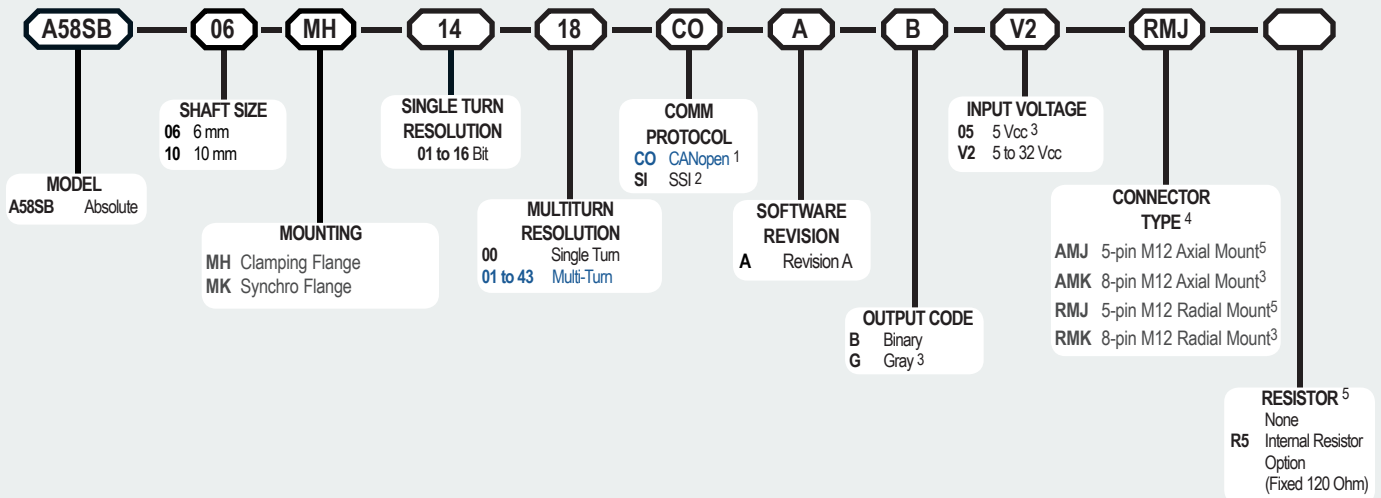 A58SB 06 MH 14 18 CO A B V2 RMJ
MODEL
A58SB Absolute
SHAFT SIZE
06 6 mm
10 10 mm
MOUNTING
MH Clamping Flange
MK Synchro Flange
SINGLE TURN
RESOLUTION
01 to 16 Bit
MULTITURN
RESOLUTION
00 Single Turn
01 to 43 Multi-Turn
COMM
PROTOCOL
CO CANopen 1
SI SSI 2
SOFTWARE
REVISION
A Revision A
OUTPUT CODE
B Binary
G Gray 3
INPUT VOLTAGE
05 5 Vcc 3
V2 5 to 32 Vcc
CONNECTOR
TYPE 4
AMJ 5-pin M12 Axial Mount5
AMK 8-pin M12 Axial Mount3
RMJ 5-pin M12 Radial Mount5
RMK 8-pin M12 Radial Mount3
RESISTOR 5
None
R5 Internal Resistor
Option
(Fixed 120 Ohm)